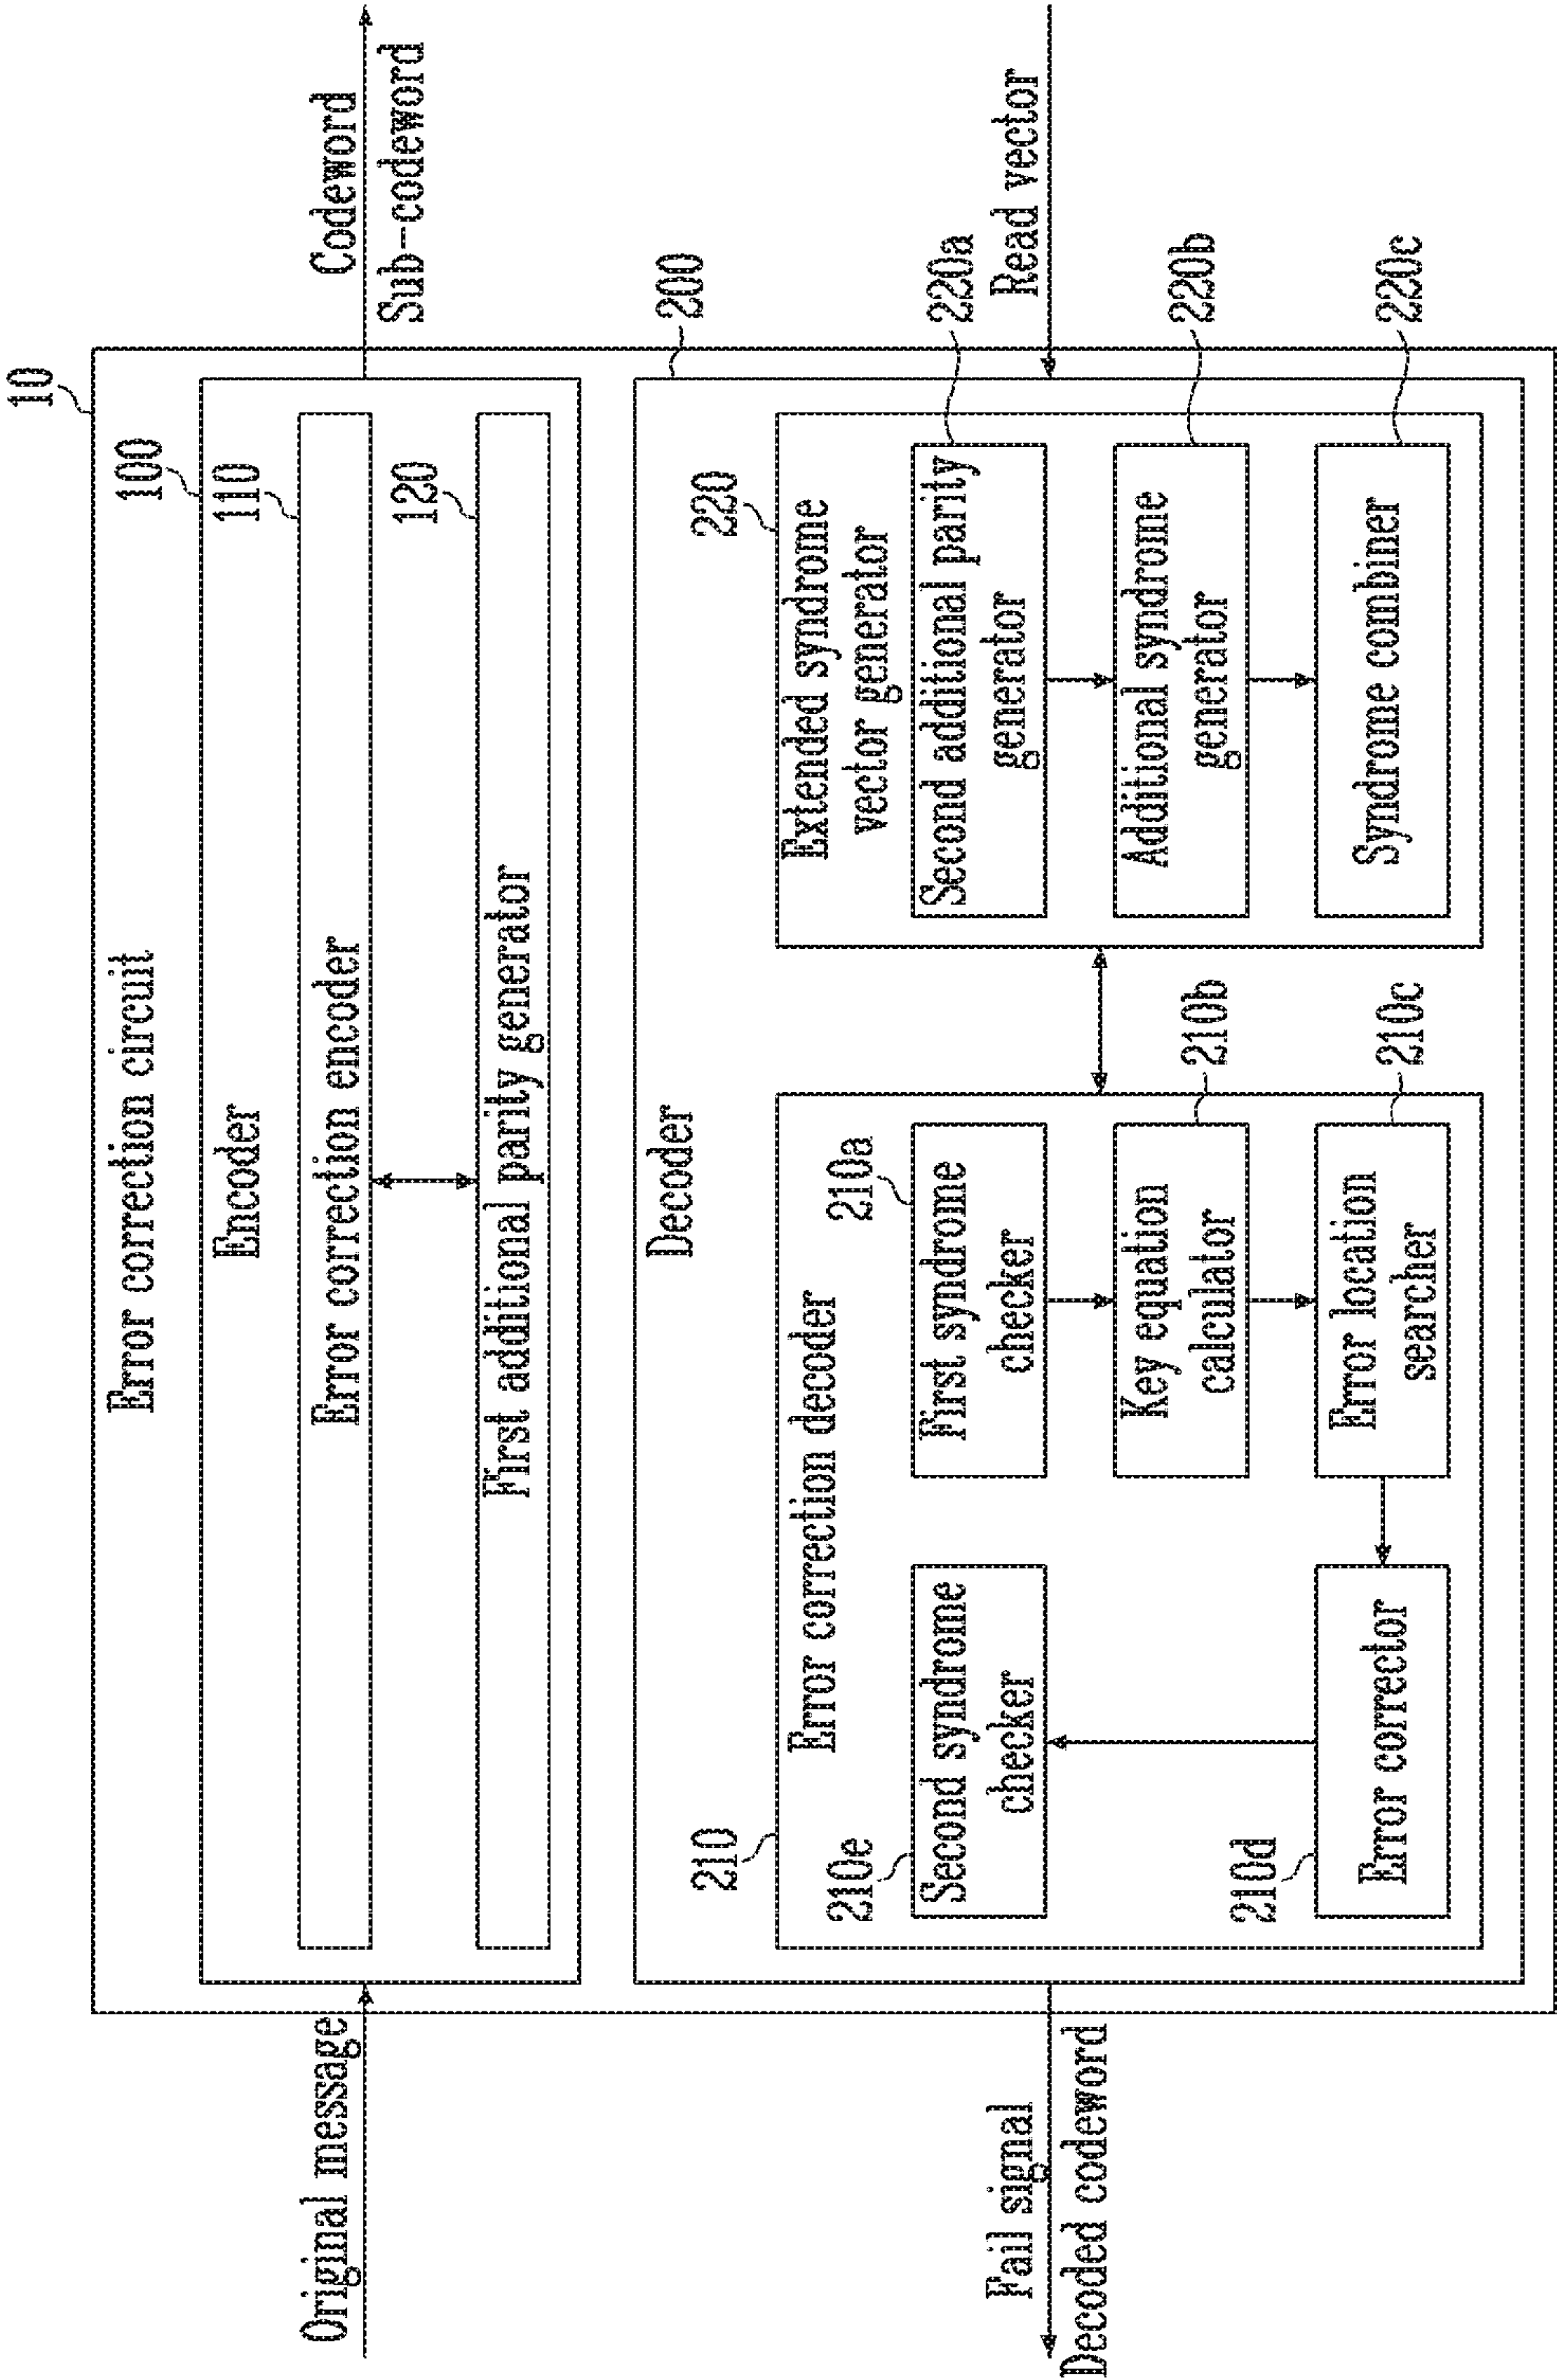 10
Error correction circuit
100
Encoder
110
Error correction encoder
120
First additional parity generator
Original message
Codeword
Sub-codeword
200
Decoder
210
Error correction decoder
210e
Second syndrome
checker
210a
First syndrome
checker
210b
Key equation
calculator
210c
Error location
searcher
210d
Error corrector
220
Extended syndrome
vector generator
220a
Second additional parity
generator
220b
Additional syndrome
generator
220c
Syndrome combiner
Read vector
Fail signal
Decoded codeword